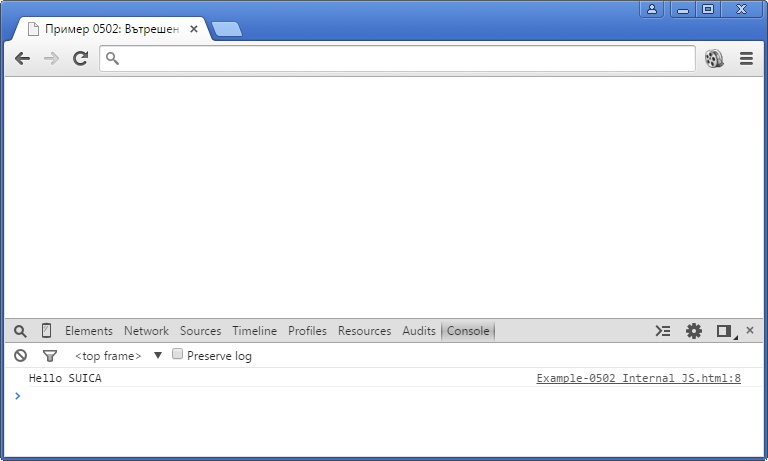 Пример 0502: Вътрешен
Elements Network Sources Timeline Profiles Resources Audits Console
<top frame> Preserve log
Hello SUICA Example-0502 Internal JS.html:8